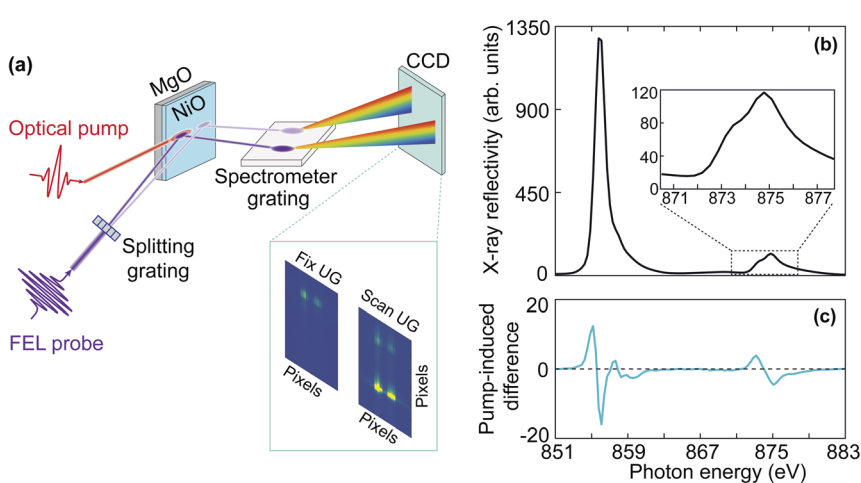 (a)
MgO
NiO
CCD
Optical pump
Spectrometer
grating
Splitting
grating
FEL probe
Fix UG
Scan UG
Pixels
Pixels
Pixels
(b)
X-ray reflectivity (arb. units)
1350
900
450
0
120
80
40
0
871
873
875
877
(c)
Pump-induced
difference
20
0
-20
851
859
867
875
883
Photon energy (eV)